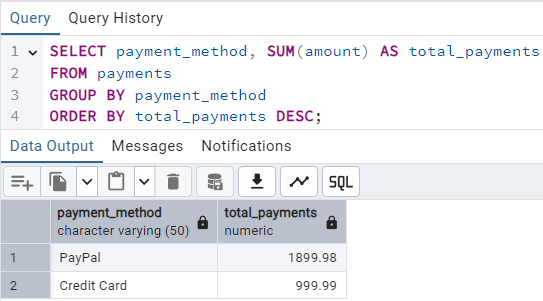 Query Query History
1 SELECT payment_method, SUM(amount) AS total_payments
2 FROM payments
3 GROUP BY payment_method
4 ORDER BY total_payments DESC;
Data Output Messages Notifications
SQL
payment_method total_payments
character varying (50) numeric
1 PayPal 1899.98
2 Credit Card 999.99